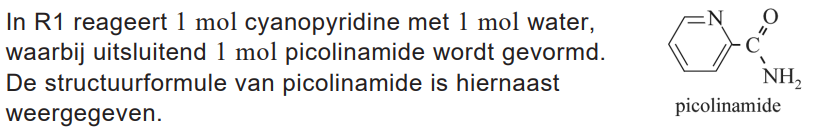 In R1 reageert 1 mol cyanopyridine met 1 mol water,
waarbij uitsluitend 1 mol picolinamide wordt gevormd.
De structuurformule van picolinamide is hiernaast
weergegeven.
N
O
C
NH₂
picolinamide